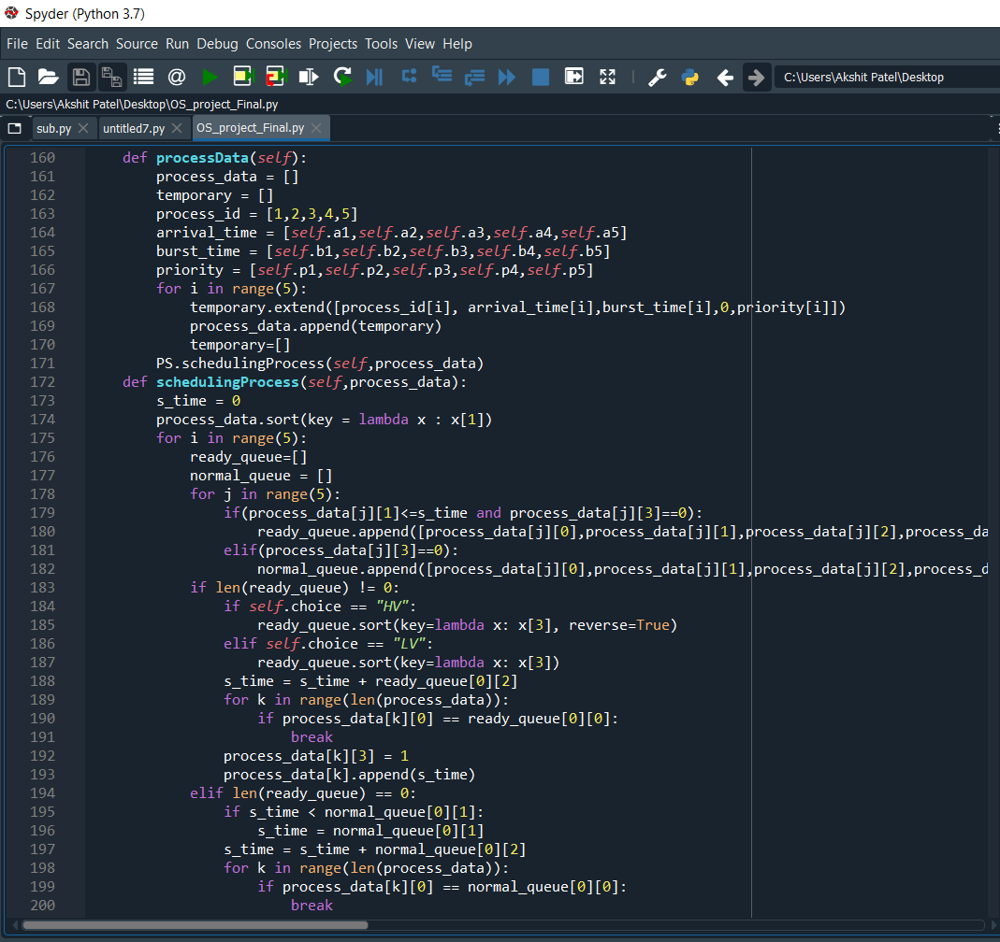 Spyder (Python 3.7)
File Edit Search Source Run Debug Consoles Projects Tools View Help
C:\Users\Akshit Patel\Desktop
C:\Users\Akshit Patel\Desktop\OS_project_Final.py
sub.py untitled7.py OS_project_Final.py
160 def processData(self):
161 process_data = []
162 temporary = []
163 process_id = [1,2,3,4,5]
164 arrival_time = [self.a1,self.a2,self.a3,self.a4,self.a5]
165 burst_time = [self.b1,self.b2,self.b3,self.b4,self.b5]
166 priority = [self.p1,self.p2,self.p3,self.p4,self.p5]
167 for i in range(5):
168 temporary.extend([process_id[i], arrival_time[i],burst_time[i],0,priority[i]])
169 process_data.append(temporary)
170 temporary=[]
171 PS.schedulingProcess(self,process_data)
172 def schedulingProcess(self,process_data):
173 s_time = 0
174 process_data.sort(key = lambda x : x[1])
175 for i in range(5):
176 ready_queue=[]
177 normal_queue = []
178 for j in range(5):
179 if(process_data[j][1]<=s_time and process_data[j][3]==0):
180 ready_queue.append([process_data[j][0],process_data[j][1],process_data[j][2],process_da
181 elif(process_data[j][3]==0):
182 normal_queue.append([process_data[j][0],process_data[j][1],process_data[j][2],process_d
183 if len(ready_queue) != 0:
184 if self.choice == "HV":
185 ready_queue.sort(key=lambda x: x[3], reverse=True)
186 elif self.choice == "LV":
187 ready_queue.sort(key=lambda x: x[3])
188 s_time = s_time + ready_queue[0][2]
189 for k in range(len(process_data)):
190 if process_data[k][0] == ready_queue[0][0]:
191 break
192 process_data[k][3] = 1
193 process_data[k].append(s_time)
194 elif len(ready_queue) == 0:
195 if s_time < normal_queue[0][1]:
196 s_time = normal_queue[0][1]
197 s_time = s_time + normal_queue[0][2]
198 for k in range(len(process_data)):
199 if process_data[k][0] == normal_queue[0][0]:
200 break